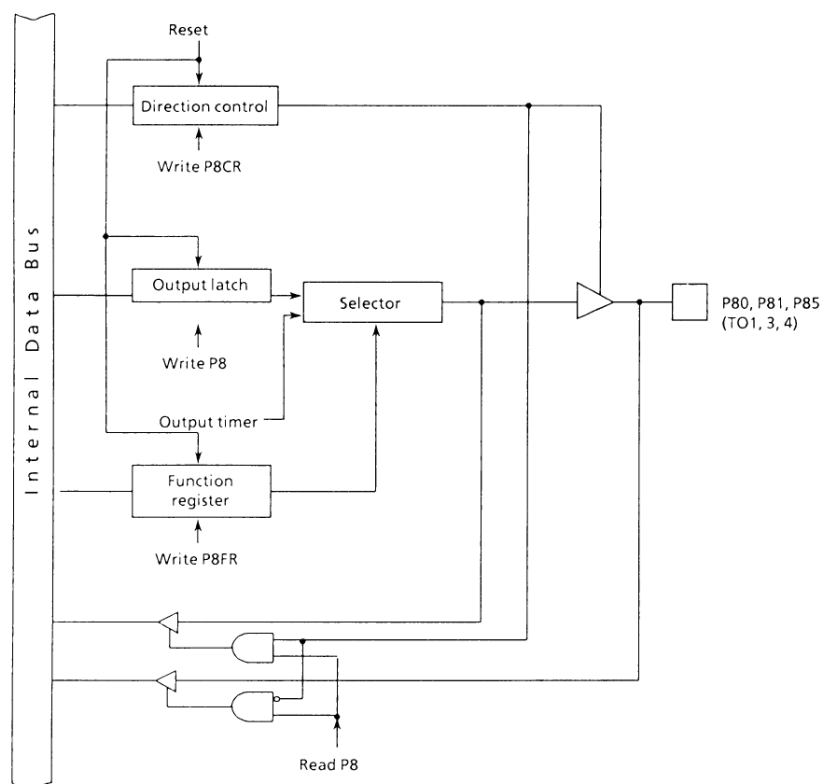 Reset
Direction control
Write P8CR
Internal Data Bus
Output latch
Selector
P80, P81, P85
(TO1, 3, 4)
Write P8
Output timer
Function
register
Write P8FR
Read P8